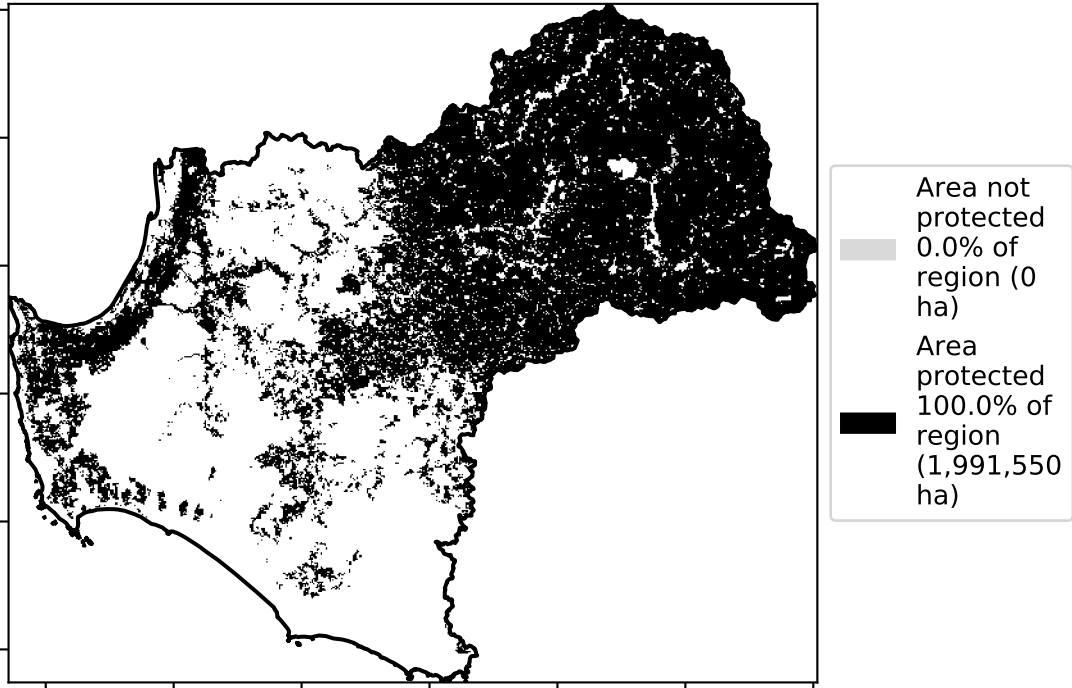 Area not
protected
0.0% of
region (0
ha)
Area
protected
100.0% of
region
(1,991,550
ha)